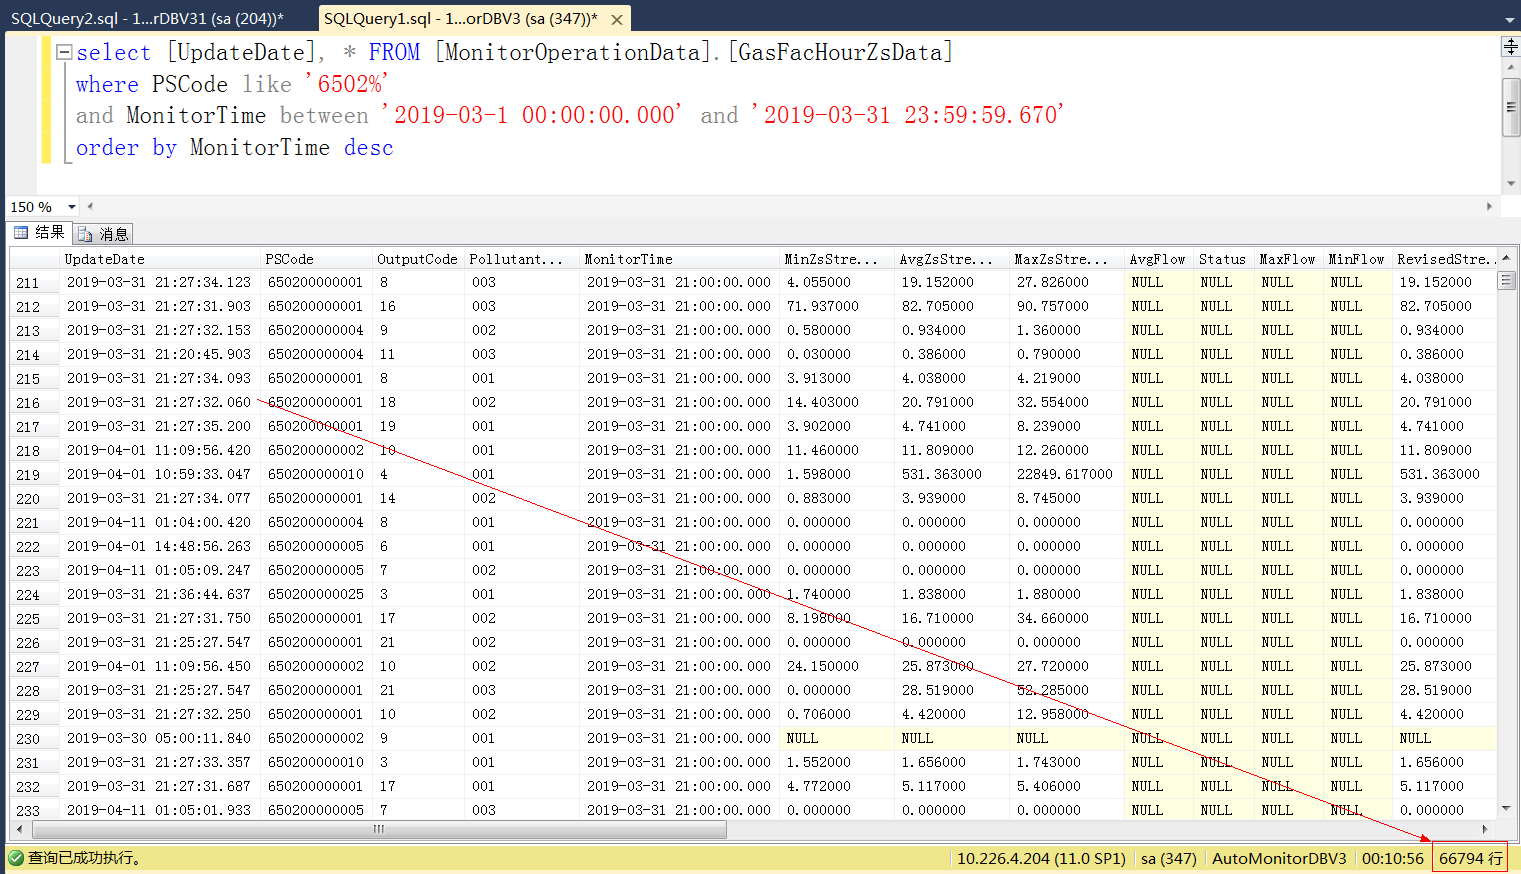 SQLQuery2.sql - 1...rDBV31 (sa (204))* SQLQuery1.sql - 1...orDBV3 (sa (347))*
select [UpdateDate], * FROM [MonitorOperationData].[GasFacHourZsData]
where PSCode like '6502%'
and MonitorTime between '2019-03-1 00:00:00.000' and '2019-03-31 23:59:59.670'
order by MonitorTime desc
150 %
结果 消息
UpdateDate PSCode OutputCode Pollutant... MonitorTime MinZsStre... AvgZsStre... MaxZsStre... AvgFlow Status MaxFlow MinFlow RevisedStre..
211 2019-03-31 21:27:34.123 650200000001 8 003 2019-03-31 21:00:00.000 4.055000 19.152000 27.826000 NULL NULL NULL NULL 19.152000
212 2019-03-31 21:27:31.903 650200000001 16 003 2019-03-31 21:00:00.000 71.937000 82.705000 90.757000 NULL NULL NULL NULL 82.705000
213 2019-03-31 21:27:32.153 650200000004 9 002 2019-03-31 21:00:00.000 0.580000 0.934000 1.360000 NULL NULL NULL NULL 0.934000
214 2019-03-31 21:20:45.903 650200000004 11 003 2019-03-31 21:00:00.000 0.030000 0.386000 0.790000 NULL NULL NULL NULL 0.386000
215 2019-03-31 21:27:34.093 650200000001 8 001 2019-03-31 21:00:00.000 3.913000 4.038000 4.219000 NULL NULL NULL NULL 4.038000
216 2019-03-31 21:27:32.060 650200000001 18 002 2019-03-31 21:00:00.000 14.403000 20.791000 32.554000 NULL NULL NULL NULL 20.791000
217 2019-03-31 21:27:35.200 650200000001 19 001 2019-03-31 21:00:00.000 3.902000 4.741000 8.239000 NULL NULL NULL NULL 4.741000
218 2019-04-01 11:09:56.420 650200000002 10 001 2019-03-31 21:00:00.000 11.460000 11.809000 12.260000 NULL NULL NULL NULL 11.809000
219 2019-04-01 10:59:33.047 650200000010 4 001 2019-03-31 21:00:00.000 1.598000 531.363000 22849.617000 NULL NULL NULL NULL 531.363000
220 2019-03-31 21:27:34.077 650200000001 14 002 2019-03-31 21:00:00.000 0.883000 3.939000 8.745000 NULL NULL NULL NULL 3.939000
221 2019-04-11 01:04:00.420 650200000004 8 001 2019-03-31 21:00:00.000 0.000000 0.000000 0.000000 NULL NULL NULL NULL 0.000000
222 2019-04-01 14:48:56.263 650200000005 6 001 2019-03-31 21:00:00.000 0.000000 0.000000 0.000000 NULL NULL NULL NULL 0.000000
223 2019-04-11 01:05:09.247 650200000005 7 002 2019-03-31 21:00:00.000 0.000000 0.000000 0.000000 NULL NULL NULL NULL 0.000000
224 2019-03-31 21:36:44.637 650200000025 3 001 2019-03-31 21:00:00.000 1.740000 1.838000 1.880000 NULL NULL NULL NULL 1.838000
225 2019-03-31 21:27:31.750 650200000001 17 002 2019-03-31 21:00:00.000 8.198000 16.710000 34.660000 NULL NULL NULL NULL 16.710000
226 2019-03-31 21:25:27.547 650200000001 21 002 2019-03-31 21:00:00.000 0.000000 0.000000 0.000000 NULL NULL NULL NULL 0.000000
227 2019-04-01 11:09:56.450 650200000002 10 002 2019-03-31 21:00:00.000 24.150000 25.873000 27.720000 NULL NULL NULL NULL 25.873000
228 2019-03-31 21:25:27.547 650200000001 21 003 2019-03-31 21:00:00.000 0.000000 28.519000 52.285000 NULL NULL NULL NULL 28.519000
229 2019-03-31 21:27:32.250 650200000001 10 002 2019-03-31 21:00:00.000 0.706000 4.420000 12.958000 NULL NULL NULL NULL 4.420000
230 2019-03-30 05:00:11.840 650200000002 9 001 2019-03-31 21:00:00.000 NULL NULL NULL NULL NULL NULL NULL NULL
231 2019-03-31 21:27:33.357 650200000010 3 001 2019-03-31 21:00:00.000 1.552000 1.656000 1.743000 NULL NULL NULL NULL 1.656000
232 2019-03-31 21:27:31.687 650200000001 17 001 2019-03-31 21:00:00.000 4.772000 5.117000 5.406000 NULL NULL NULL NULL 5.117000
233 2019-04-11 01:05:01.933 650200000005 7 003 2019-03-31 21:00:00.000 0.000000 0.000000 0.000000 NULL NULL NULL NULL 0.000000
查询已成功执行。 10.226.4.204 (11.0 SP1) sa (347) AutoMonitorDBV3 00:10:56 66794 行